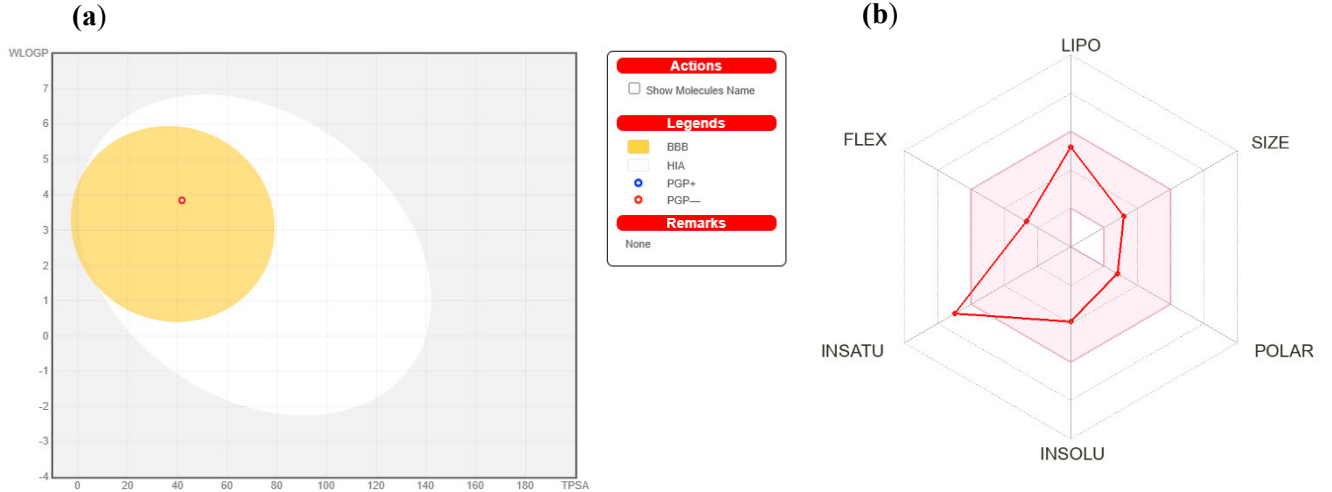 (a)
WLOGP
7
6
5
4
3
2
1
0
-1
-2
-3
-4
0 20 40 60 80 100 120 140 160 180 TPSA
Actions
Show Molecules Name
Legends
BBB
HIA
PGP+
PGP—
Remarks
None
(b)
LIPO
FLEX
SIZE
INSATU
POLAR
INSOLU